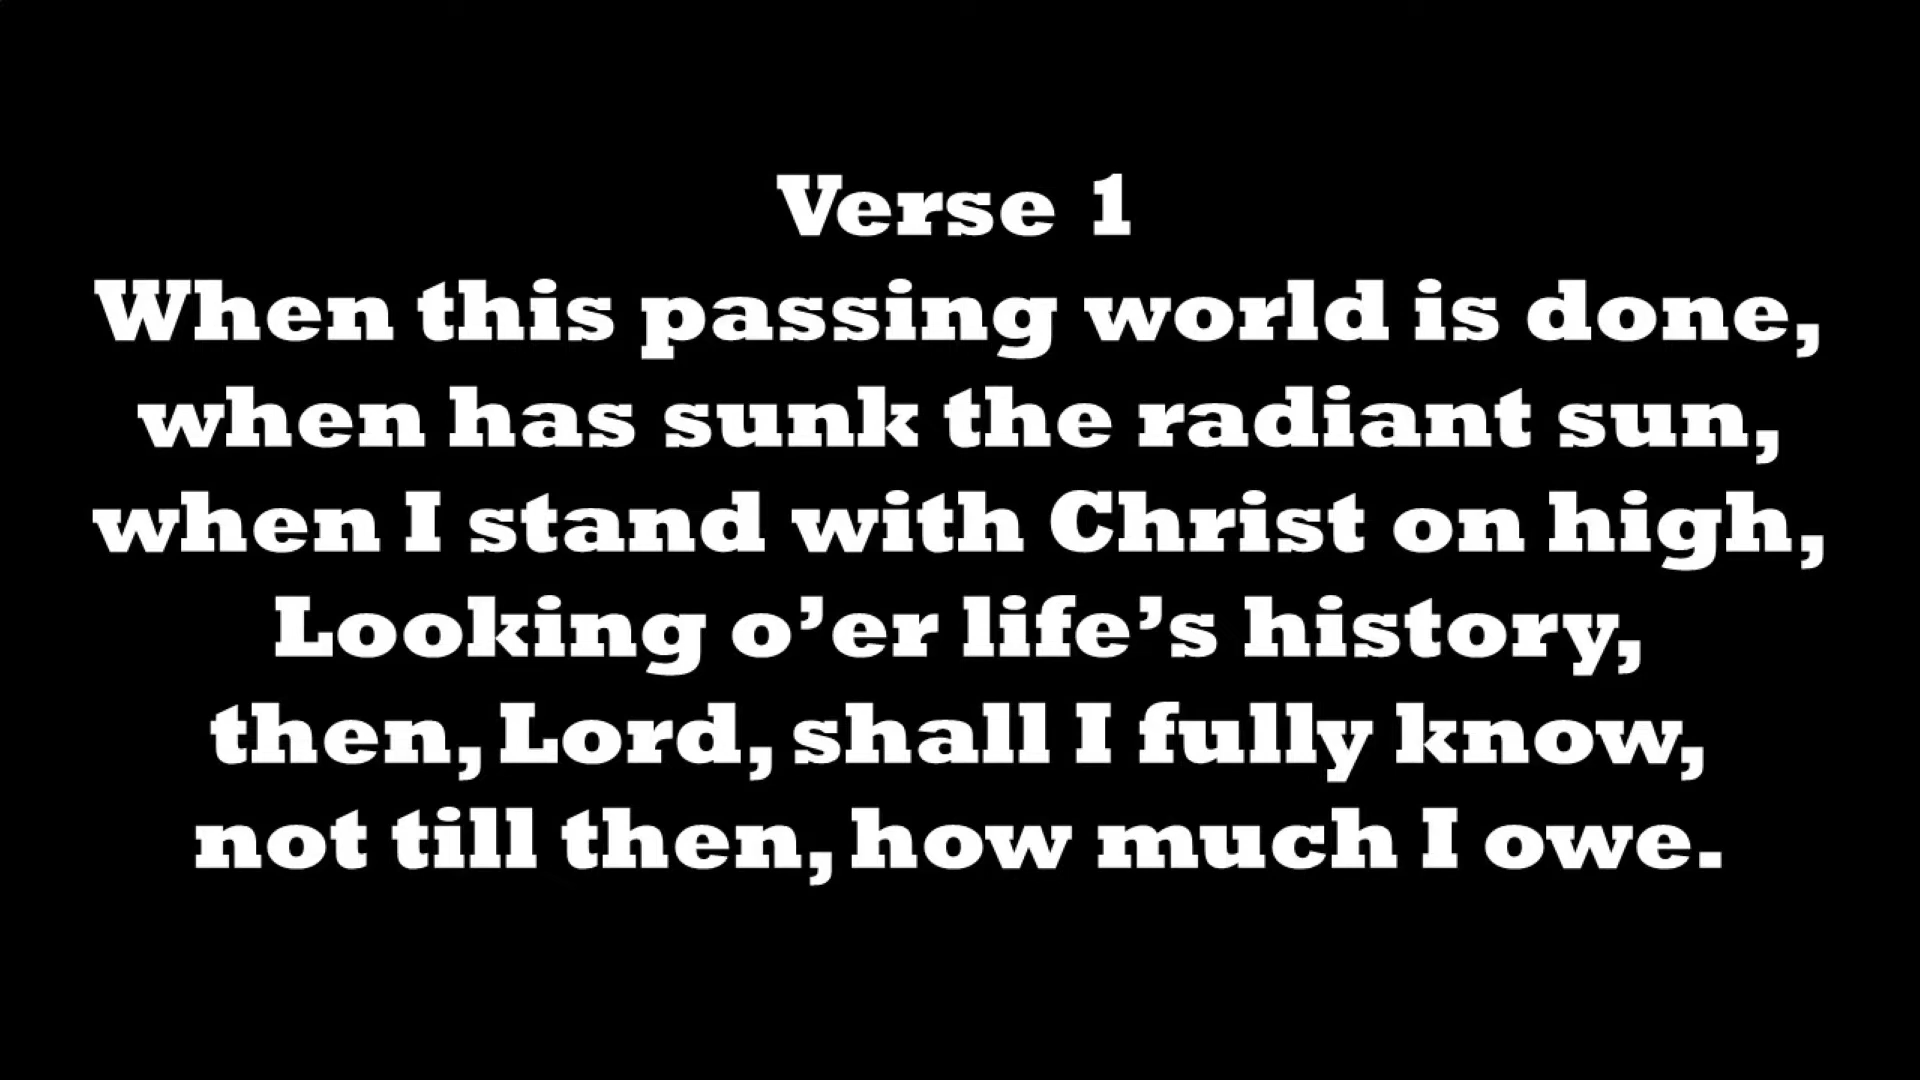 Verse 1
When this passing world is done,
when has sunk the radiant sun,
when I stand with Christ on high,
Looking o’er life’s history,
then, Lord, shall I fully know,
not till then, how much I owe.